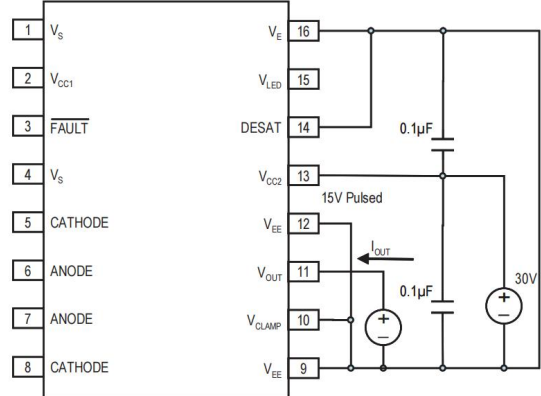 1 V_S
2 V_CC1
3 FAULT
4 V_S
5 CATHODE
6 ANODE
7 ANODE
8 CATHODE
V_E 16
V_LED 15
DESAT 14
V_CC2 13
V_EE 12
V_OUT 11
V_CLAMP 10
V_EE 9
0.1μF
15V Pulsed
I_OUT
0.1μF
30V
+
−
+
−